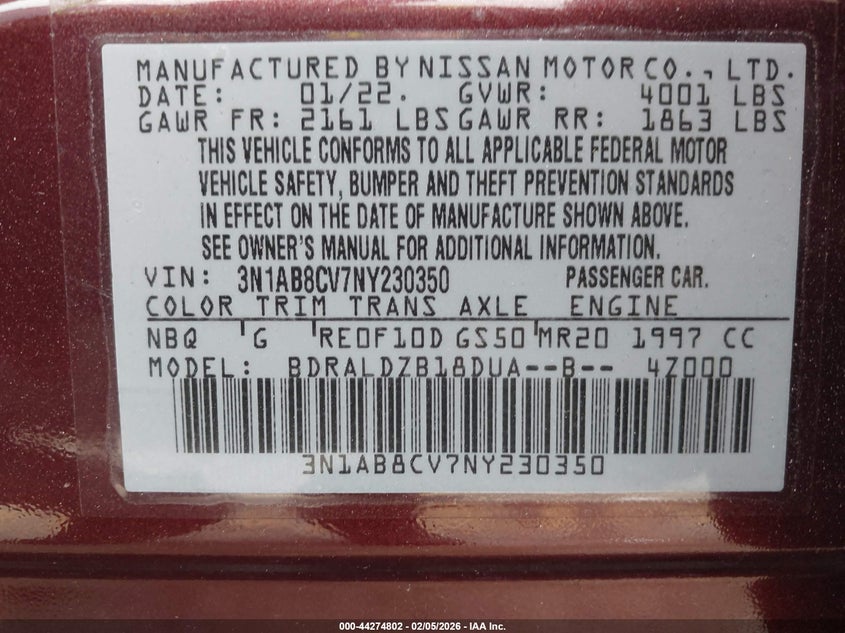 MANUFACTURED BY NISSAN MOTOR CO., LTD.
DATE: 01/22. GVWR: 4001 LBS
GAWR FR: 2161 LBS GAWR RR: 1863 LBS
THIS VEHICLE CONFORMS TO ALL APPLICABLE FEDERAL MOTOR
VEHICLE SAFETY, BUMPER AND THEFT PREVENTION STANDARDS
IN EFFECT ON THE DATE OF MANUFACTURE SHOWN ABOVE.
SEE OWNER'S MANUAL FOR ADDITIONAL INFORMATION.
VIN: 3N1AB8CV7NY230350 PASSENGER CAR.
COLOR TRIM TRANS AXLE ENGINE
NBQ G RE0F10D GS50 MR20 1997 CC
MODEL: BDRALDZB18DUA--B-- 4Z000
3N1AB8CV7NY230350
000-44274802 - 02/05/2026 - IAA Inc.